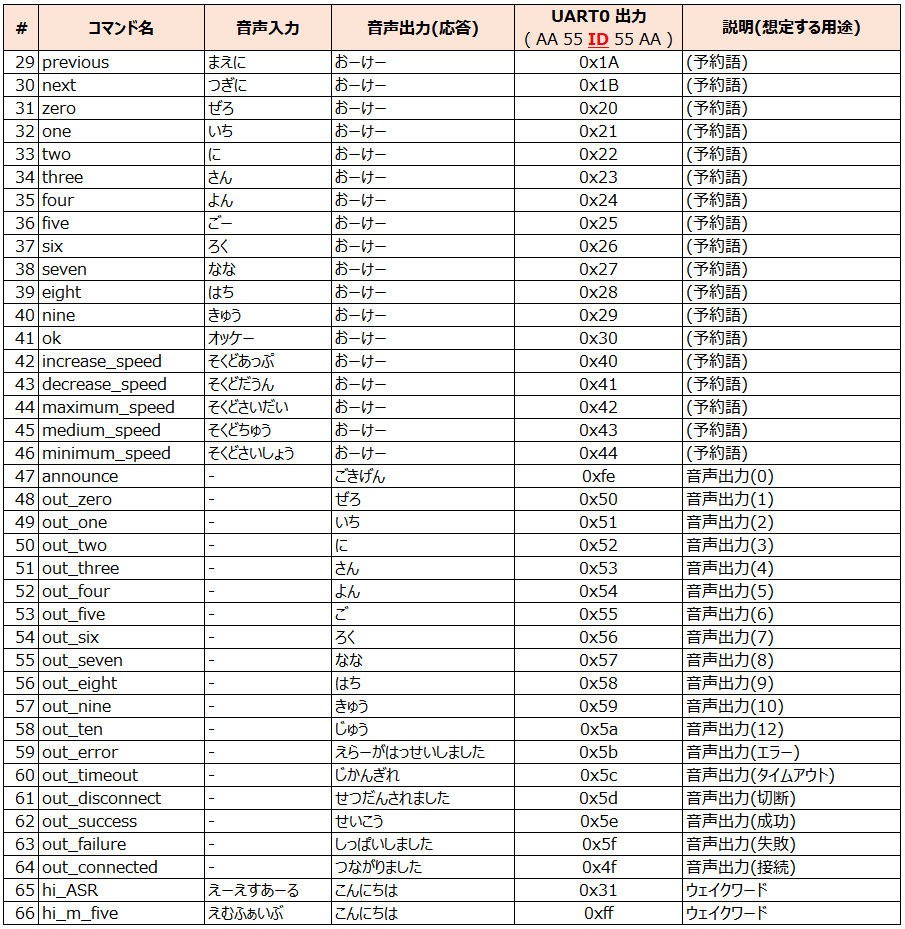 # コマンド名 音声入力 音声出力(応答) UART0 出力 ( AA 55 ID 55 AA ) 説明(想定する用途)
29 previous まえに おーけー 0x1A (予約語)
30 next つぎに おーけー 0x1B (予約語)
31 zero ぜろ おーけー 0x20 (予約語)
32 one いち おーけー 0x21 (予約語)
33 two に おーけー 0x22 (予約語)
34 three さん おーけー 0x23 (予約語)
35 four よん おーけー 0x24 (予約語)
36 five ごー おーけー 0x25 (予約語)
37 six ろく おーけー 0x26 (予約語)
38 seven なな おーけー 0x27 (予約語)
39 eight はち おーけー 0x28 (予約語)
40 nine きゅう おーけー 0x29 (予約語)
41 ok オッケー おーけー 0x30 (予約語)
42 increase_speed そくどあっぷ おーけー 0x40 (予約語)
43 decrease_speed そくどだうん おーけー 0x41 (予約語)
44 maximum_speed そくどさいだい おーけー 0x42 (予約語)
45 medium_speed そくどちゅう おーけー 0x43 (予約語)
46 minimum_speed そくどさいしょう おーけー 0x44 (予約語)
47 announce - ごきげん 0xfe 音声出力(0)
48 out_zero - ぜろ 0x50 音声出力(1)
49 out_one - いち 0x51 音声出力(2)
50 out_two - に 0x52 音声出力(3)
51 out_three - さん 0x53 音声出力(4)
52 out_four - よん 0x54 音声出力(5)
53 out_five - ご 0x55 音声出力(6)
54 out_six - ろく 0x56 音声出力(7)
55 out_seven - なな 0x57 音声出力(8)
56 out_eight - はち 0x58 音声出力(9)
57 out_nine - きゅう 0x59 音声出力(10)
58 out_ten - じゅう 0x5a 音声出力(12)
59 out_error - えらーがはっせいしました 0x5b 音声出力(エラー)
60 out_timeout - じかんぎれ 0x5c 音声出力(タイムアウト)
61 out_disconnect - せつだんされました 0x5d 音声出力(切断)
62 out_success - せいこう 0x5e 音声出力(成功)
63 out_failure - しっぱいしました 0x5f 音声出力(失敗)
64 out_connected - つながりました 0x4f 音声出力(接続)
65 hi_ASR えーえすあーる こんにちは 0x31 ウェイクワード
66 hi_m_five えむふぁいぶ こんにちは 0xff ウェイクワード